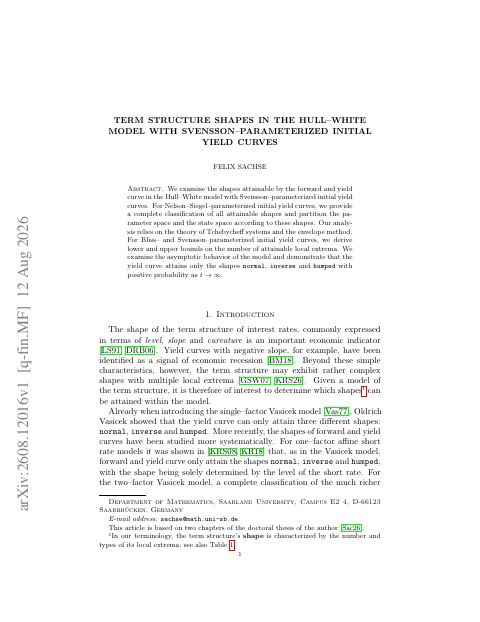 TERM STRUCTURE SHAPES IN THE HULL–WHITE
MODEL WITH SVENSSON–PARAMETERIZED INITIAL
YIELD CURVES
FELIX SACHSE
Abstract. We examine the shapes attainable by the forward and yield
curve in the Hull–White model with Svensson–parameterized initial yield
curves. For Nelson–Siegel–parameterized initial yield curves, we provide
a complete classification of all attainable shapes and partition the pa-
rameter space and the state space according to these shapes. Our analy-
sis relies on the theory of Tchebycheff systems and the envelope method.
For Bliss– and Svensson–parameterized initial yield curves, we derive
lower and upper bounds on the number of attainable local extrema. We
examine the asymptotic behavior of the model and demonstrate that the
yield curve attains only the shapes normal, inverse and humped with
positive probability as t → ∞.
1. Introduction
The shape of the term structure of interest rates, commonly expressed
in terms of level, slope and curvature is an important economic indicator
[LS91, DRB06]. Yield curves with negative slope, for example, have been
identified as a signal of economic recession [BM18]. Beyond these simple
characteristics, however, the term structure may exhibit rather complex
shapes with multiple local extrema [GSW07, KRS26]. Given a model of
the term structure, it is therefore of interest to determine which shapes¹ can
be attained within the model.
Already when introducing the single–factor Vasicek model [Vas77], Oldrich
Vasicek showed that the yield curve can only attain three different shapes:
normal, inverse and humped. More recently, the shapes of forward and yield
curves have been studied more systematically. For one–factor affine short
rate models it was shown in [KRS08, KR18] that, as in the Vasicek model,
forward and yield curve only attain the shapes normal, inverse and humped,
with the shape being solely determined by the level of the short rate. For
the two–factor Vasicek model, a complete classification of the much richer
Department of Mathematics, Saarland University, Campus E2 4, D-66123
Saarbrücken, Germany
E-mail address: sachse@math.uni-sb.de.
This article is based on two chapters of the doctoral thesis of the author [Sac26].
¹In our terminology, the term structure's shape is characterized by the number and
types of its local extrema; see also Table 1.
1
arXiv:2608.12016v1 [q-fin.MF] 12 Aug 2026